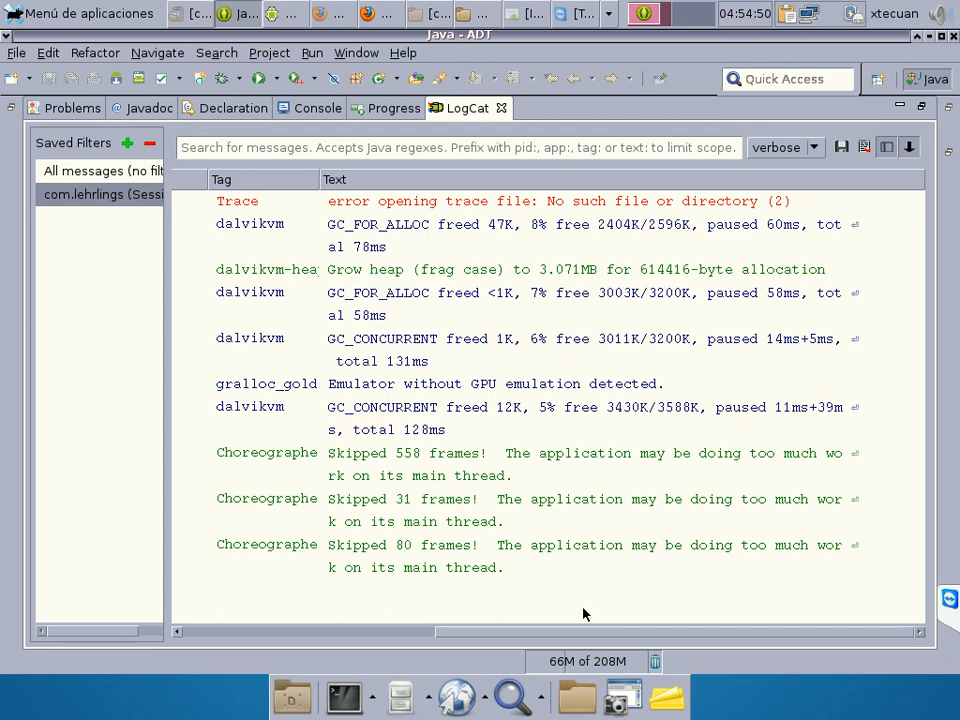 Menú de aplicaciones
[c...
Ja...
...
...
...
[c...
...
[I...
[T...
04:54:50
xtecuan
Java - ADT
File Edit Refactor Navigate Search Project Run Window Help
Quick Access
Java
Problems Javadoc Declaration Console Progress LogCat
Saved Filters
Search for messages. Accepts Java regexes. Prefix with pid:, app:, tag: or text: to limit scope.
verbose
All messages (no filt
com.lehrlings (Sessi
Tag Text
Trace error opening trace file: No such file or directory (2)
dalvikvm GC_FOR_ALLOC freed 47K, 8% free 2404K/2596K, paused 60ms, tot
al 78ms
dalvikvm-hea Grow heap (frag case) to 3.071MB for 614416-byte allocation
dalvikvm GC_FOR_ALLOC freed <1K, 7% free 3003K/3200K, paused 58ms, tot
al 58ms
dalvikvm GC_CONCURRENT freed 1K, 6% free 3011K/3200K, paused 14ms+5ms,
total 131ms
gralloc_gold Emulator without GPU emulation detected.
dalvikvm GC_CONCURRENT freed 12K, 5% free 3430K/3588K, paused 11ms+39m
s, total 128ms
Choreographe Skipped 558 frames!  The application may be doing too much wo
rk on its main thread.
Choreographe Skipped 31 frames!  The application may be doing too much wor
k on its main thread.
Choreographe Skipped 80 frames!  The application may be doing too much wor
k on its main thread.
66M of 208M
D